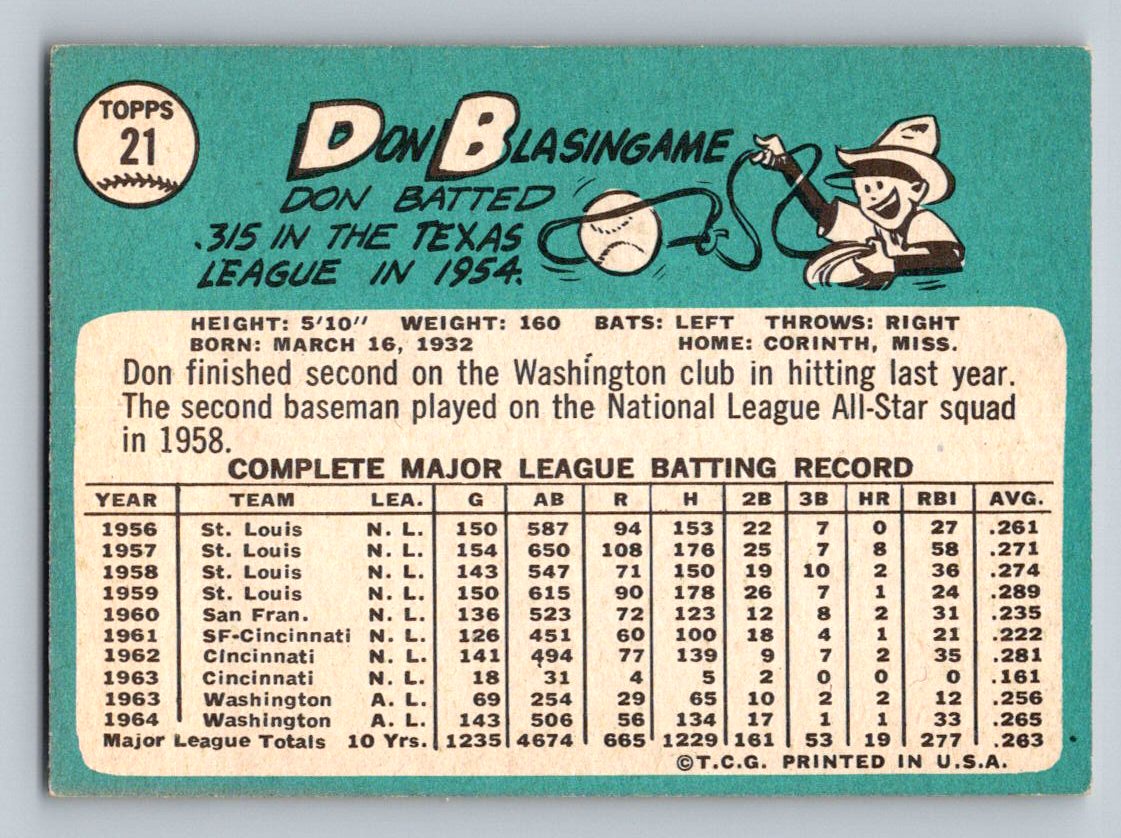 TOPPS
21
DON BLASINGAME
DON BATTED
.315 IN THE TEXAS
LEAGUE IN 1954.
HEIGHT: 5'10" WEIGHT: 160 BATS: LEFT THROWS: RIGHT
BORN: MARCH 16, 1932 HOME: CORINTH, MISS.
Don finished second on the Washington club in hitting last year.
The second baseman played on the National League All-Star squad
in 1958.
COMPLETE MAJOR LEAGUE BATTING RECORD
YEAR TEAM LEA. G AB R H 2B 3B HR RBI AVG.
1956 St. Louis N. L. 150 587 94 153 22 7 0 27 .261
1957 St. Louis N. L. 154 650 108 176 25 7 8 58 .271
1958 St. Louis N. L. 143 547 71 150 19 10 2 36 .274
1959 St. Louis N. L. 150 615 90 178 26 7 1 24 .289
1960 San Fran. N. L. 136 523 72 123 12 8 2 31 .235
1961 SF-Cincinnati N. L. 126 451 60 100 18 4 1 21 .222
1962 Cincinnati N. L. 141 494 77 139 9 7 2 35 .281
1963 Cincinnati N. L. 18 31 4 5 2 0 0 0 .161
1963 Washington A. L. 69 254 29 65 10 2 2 12 .256
1964 Washington A. L. 143 506 56 134 17 1 1 33 .265
Major League Totals 10 Yrs. 1235 4674 665 1229 161 53 19 277 .263
©T.C.G. PRINTED IN U.S.A.